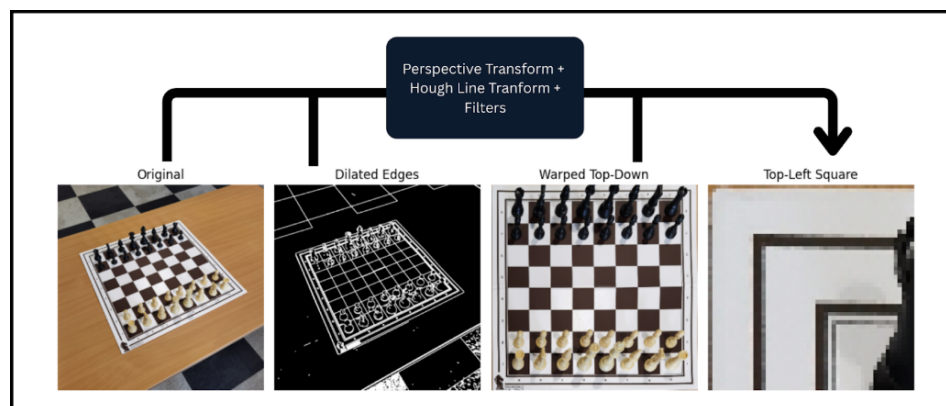 Perspective Transform +
Hough Line Tranform +
Filters
Original
Dilated Edges
Warped Top-Down
Top-Left Square